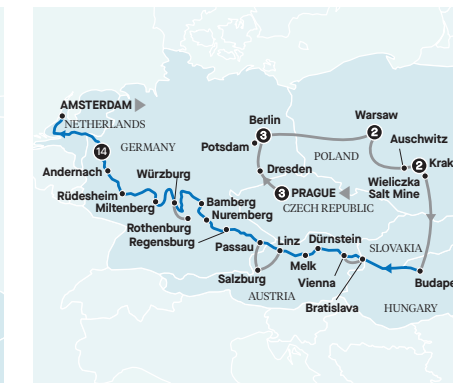 AMSTERDAM
NETHERLANDS
14
GERMANY
Andernach
Würzburg
Rüdesheim
Miltenberg
Rothenburg
Regensburg
Bamberg
Nuremberg
Passau
Salzburg
AUSTRIA
Linz
Melk
Dürnstein
Vienna
Bratislava
SLOVAKIA
Budape
HUNGARY
Berlin
3
Potsdam
Dresden
3 PRAGUE
CZECH REPUBLIC
POLAND
Warsaw
2
Auschwitz
2 Krak
Wieliczka
Salt Mine